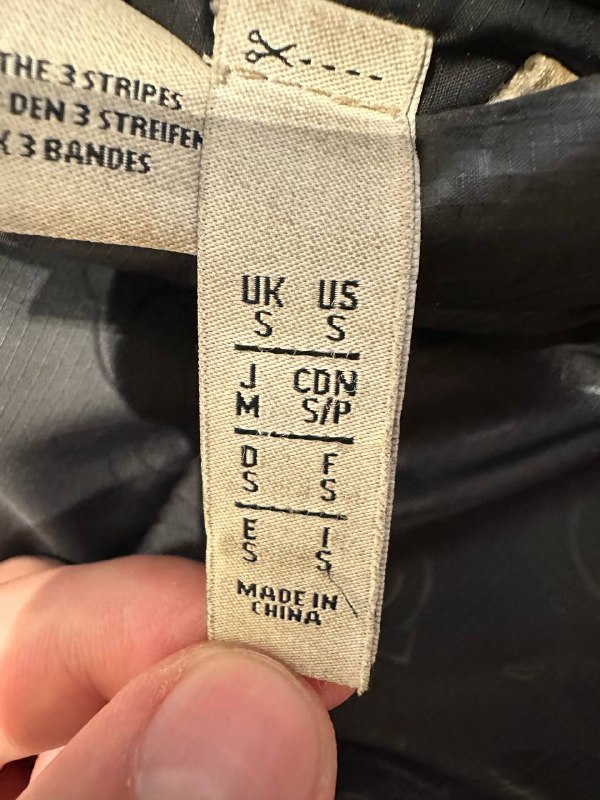 THE 3 STRIPES
DEN 3 STREIFEN
3 BANDES
UK US
S S
J CDN
M S/P
D F
S S
E I
S S
MADE IN
CHINA